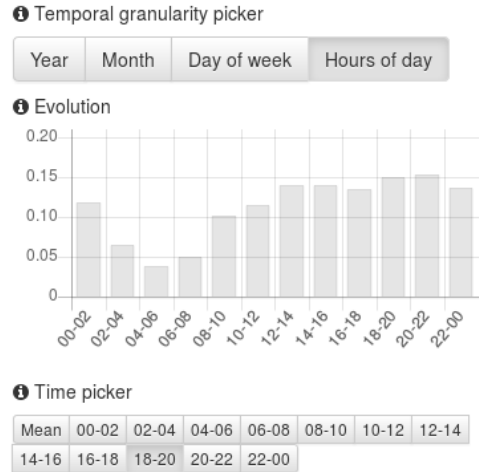 Temporal granularity picker
Year Month Day of week Hours of day
Evolution
0.20
0.15
0.10
0.05
0
00-02 02-04 04-06 06-08 08-10 10-12 12-14 14-16 16-18 18-20 20-22 22-00
Time picker
Mean 00-02 02-04 04-06 06-08 08-10 10-12 12-14
14-16 16-18 18-20 20-22 22-00